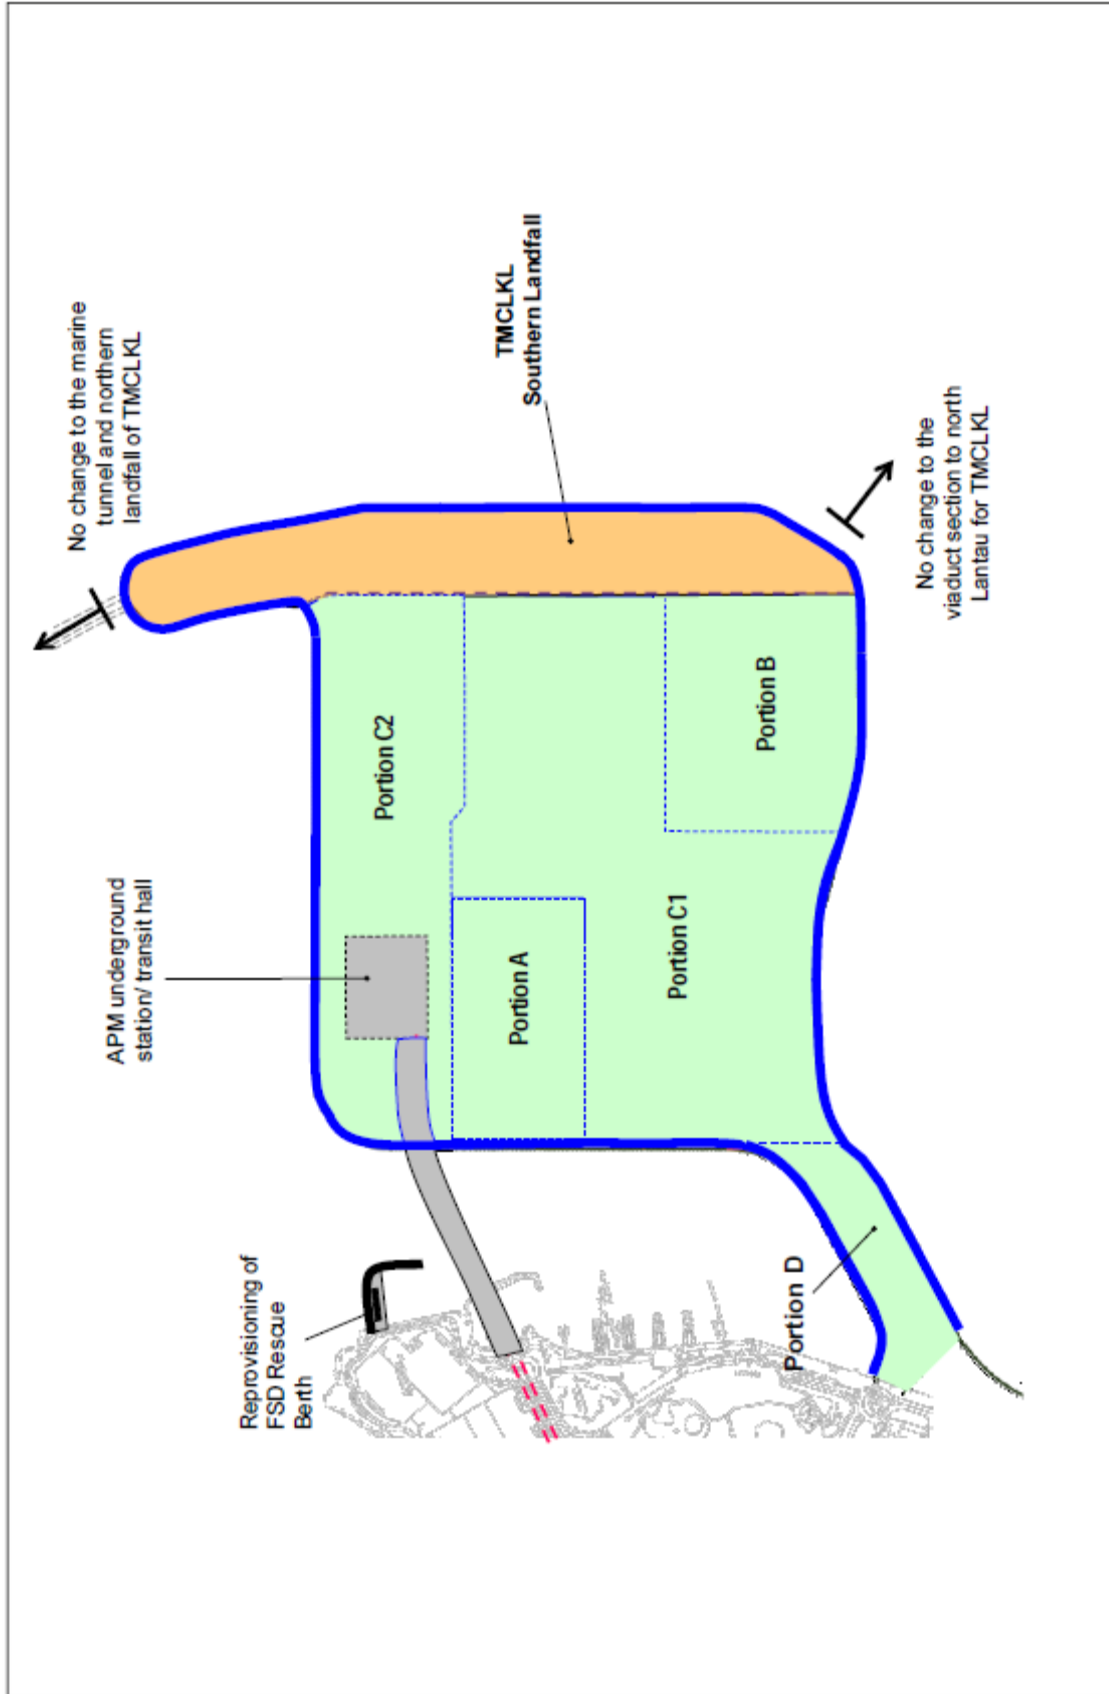 No change to the marine
tunnel and northern
landfall of TMCLKL
TMCLKL
Southern Landfall
No change to the
viaduct section to north
Lantau for TMCLKL
APM underground
station/ transit hall
Portion C2
Portion B
Portion A
Portion C1
Reprovisioning of
FSD Rescue
Berth
Portion D